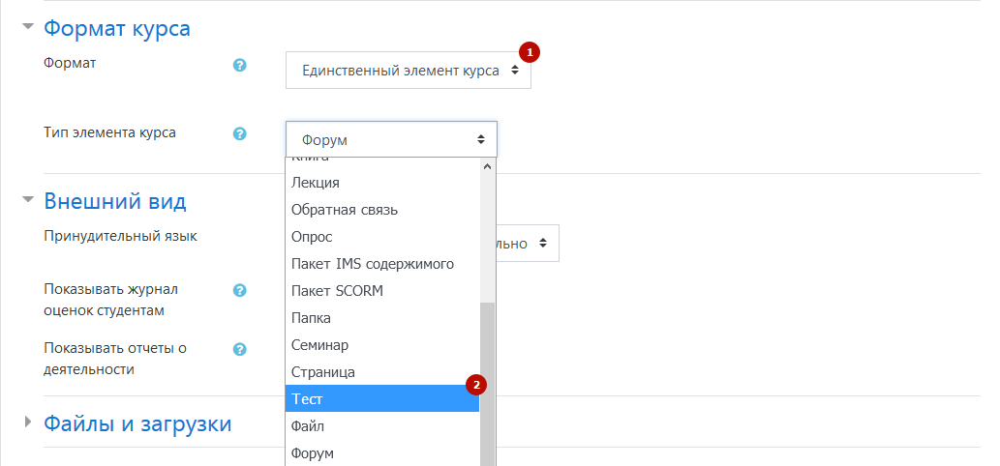 Формат курса
Формат
Единственный элемент курса
1
Тип элемента курса
Форум
Книга
Лекция
Обратная связь
Опрос
Пакет IMS содержимого
Пакет SCORM
Папка
Семинар
Страница
Тест
2
Файл
Форум
Внешний вид
Принудительный язык
льно
Показывать журнал
оценок студентам
Показывать отчеты о
деятельности
Файлы и загрузки